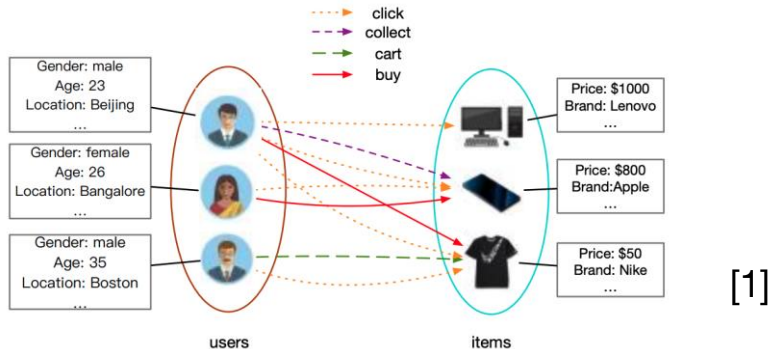 click
collect
cart
buy
Gender: male
Age: 23
Location: Beijing
...
Gender: female
Age: 26
Location: Bangalore
...
Gender: male
Age: 35
Location: Boston
...
Price: $1000
Brand: Lenovo
...
Price: $800
Brand:Apple
...
Price: $50
Brand: Nike
...
users
items
[1]